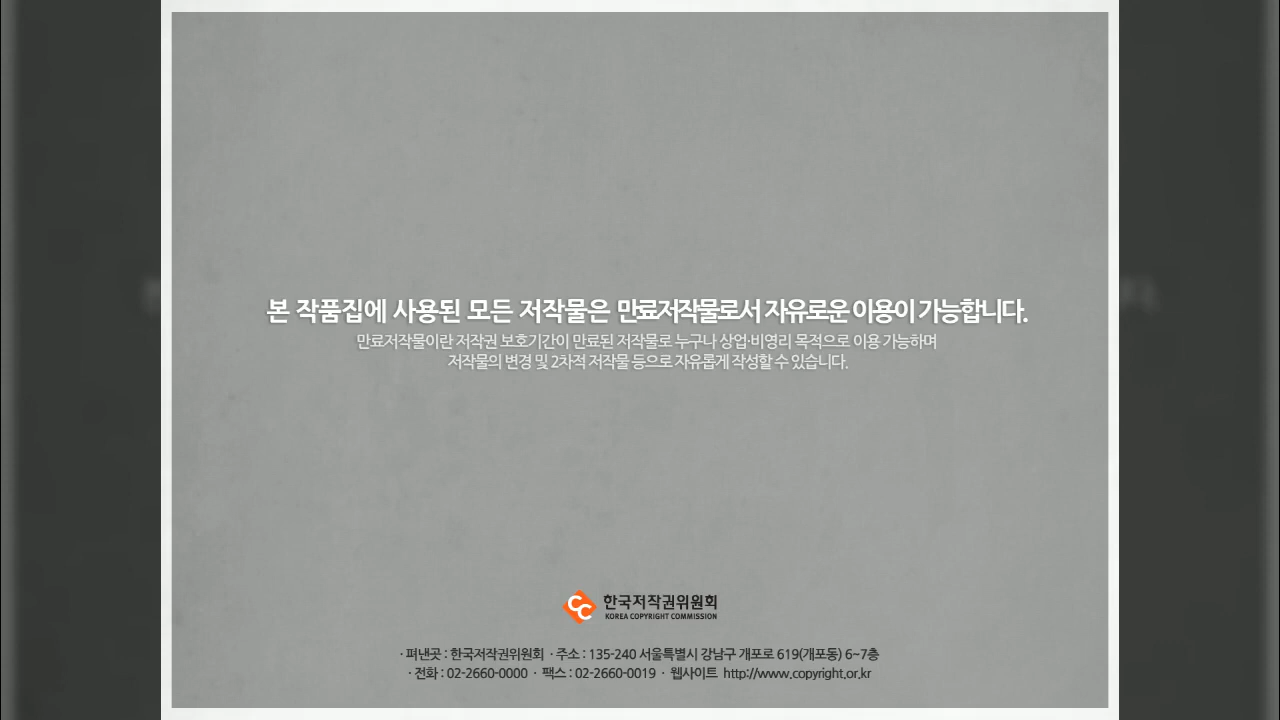 본 작품집에 사용된 모든 저작물은 만료저작물로서 자유로운 이용이 가능합니다.
만료저작물이란 저작권 보호기간이 만료된 저작물로 누구나 상업·비영리 목적으로 이용 가능하며
저작물의 변경 및 2차적 저작물 등으로 자유롭게 작성할 수 있습니다.
CC 한국저작권위원회
KOREA COPYRIGHT COMMISSION
· 펴낸곳 : 한국저작권위원회 · 주소 : 135-240 서울특별시 강남구 개포로 619(개포동) 6~7층
· 전화 : 02-2660-0000 · 팩스 : 02-2660-0019 · 웹사이트 http://www.copyright.or.kr